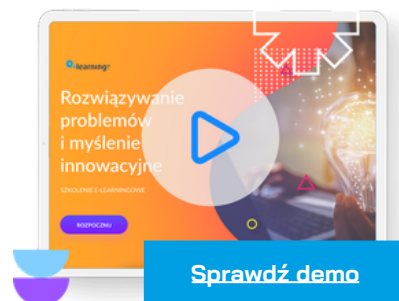 e-learning
Rozwiązywanie
problemów
i myślenie
innowacyjne
SZKOLENIE E-LEARNINGOWE
ROZPOCZNIJ
Sprawdź demo